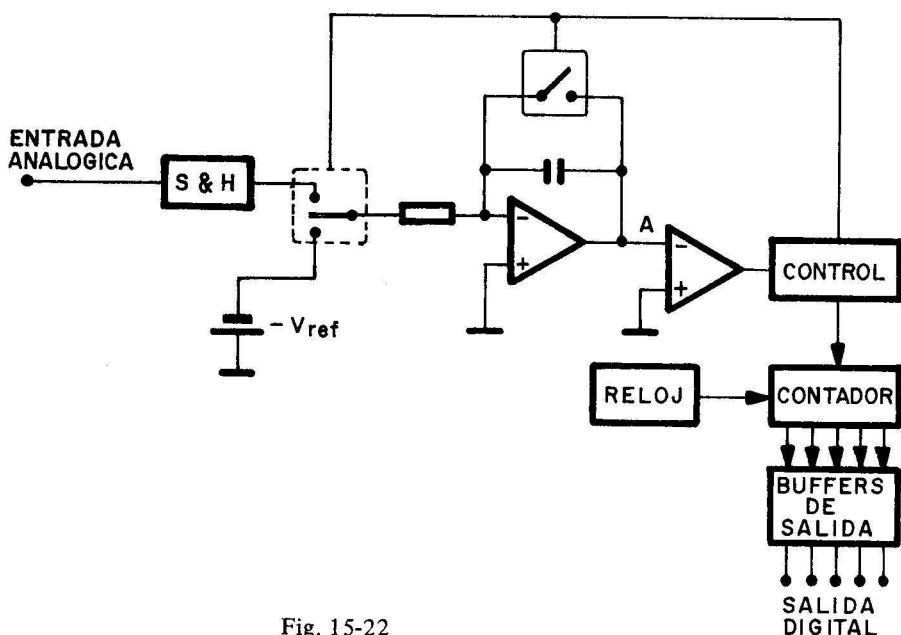 ENTRADA
ANALOGICA
S & H
- Vref
-
+
A
-
+
CONTROL
RELOJ
CONTADOR
BUFFERS
DE
SALIDA
SALIDA
DIGITAL
Fig. 15-22